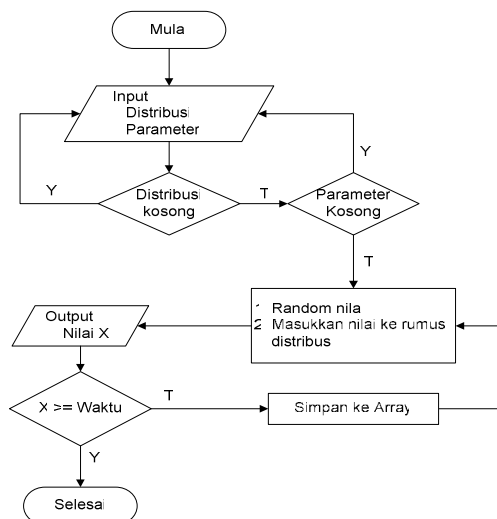 Mula
Input
Distribusi
Parameter
Y
Distribusi
kosong
T
Parameter
Kosong
Y
T
1 Random nila
2 Masukkan nilai ke rumus
distribus
Output
Nilai X
X >= Waktu
T
Simpan ke Array
Y
Selesai